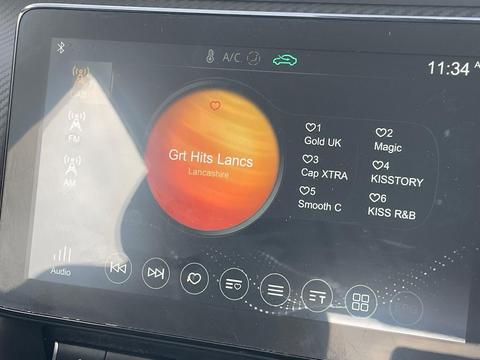 A/C
11:34
FM
AM
Audio
Grt Hits Lancs
Lancashire
1
Gold UK
2
Magic
3
Cap XTRA
4
KISSTORY
5
Smooth C
6
KISS R&B